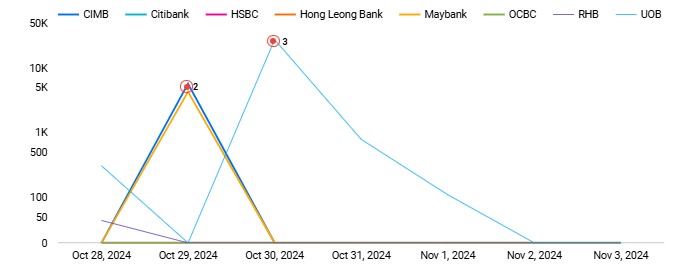 CIMB Citibank HSBC Hong Leong Bank Maybank OCBC RHB UOB
50K
10K
5K
1K
500
100
50
0
2
3
Oct 28, 2024 Oct 29, 2024 Oct 30, 2024 Oct 31, 2024 Nov 1, 2024 Nov 2, 2024 Nov 3, 2024